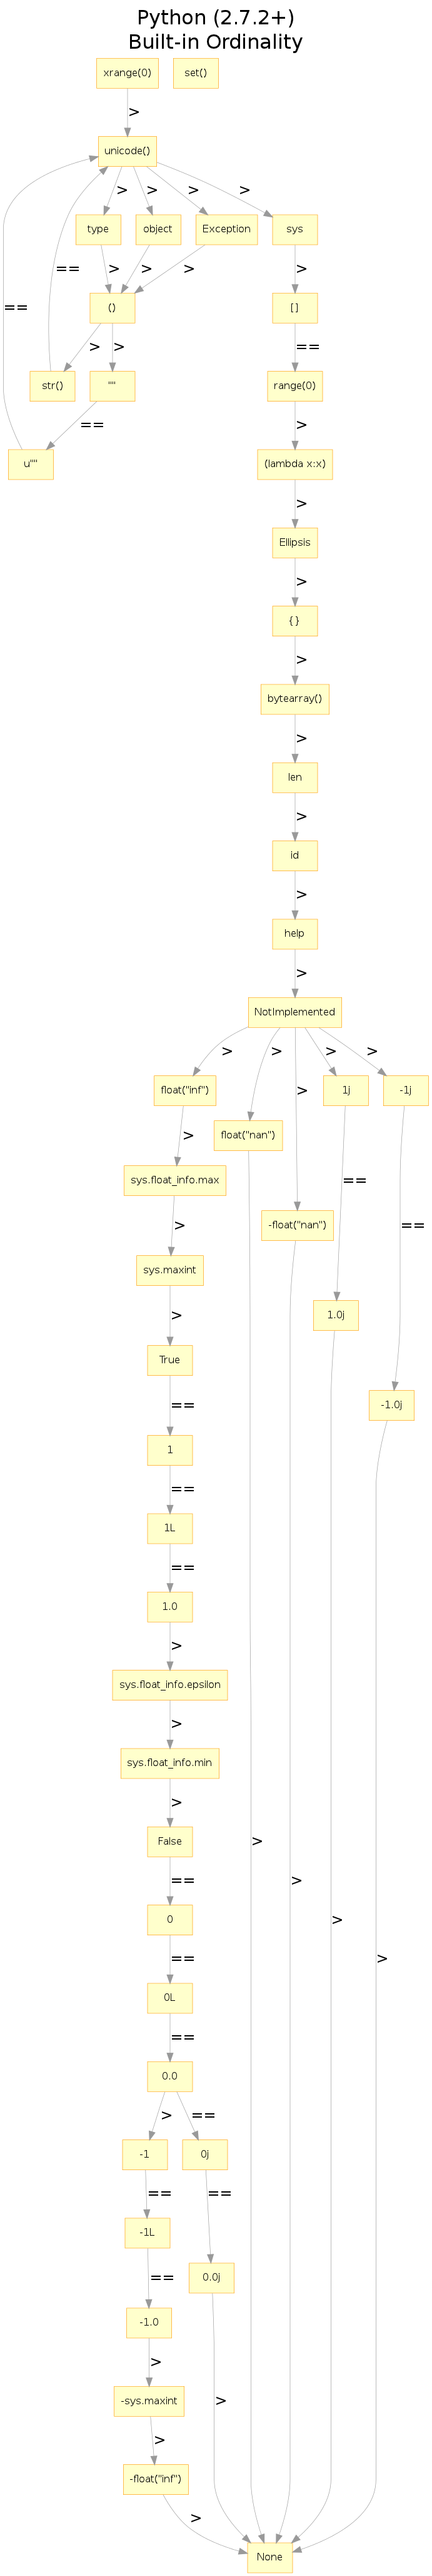 Python (2.7.2+)
Built-in Ordinality
xrange(0)
set()
>
unicode()
>
>
>
>
type
object
Exception
sys
==
>
>
>
>
==
()
[]
>
>
==
str()
""
range(0)
==
>
u""
(lambda x:x)
>
Ellipsis
>
{}
>
bytearray()
>
len
>
id
>
help
>
NotImplemented
>
>
>
>
>
float("inf")
1j
-1j
>
float("nan")
sys.float_info.max
==
>
==
-float("nan")
sys.maxint
>
1.0j
True
==
-1.0j
1
==
1L
==
1.0
>
sys.float_info.epsilon
>
sys.float_info.min
>
False
>
==
>
0
>
==
>
0L
==
0.0
>
==
-1
0j
==
==
-1L
==
0.0j
-1.0
>
-sys.maxint
>
>
-float("inf")
>
None